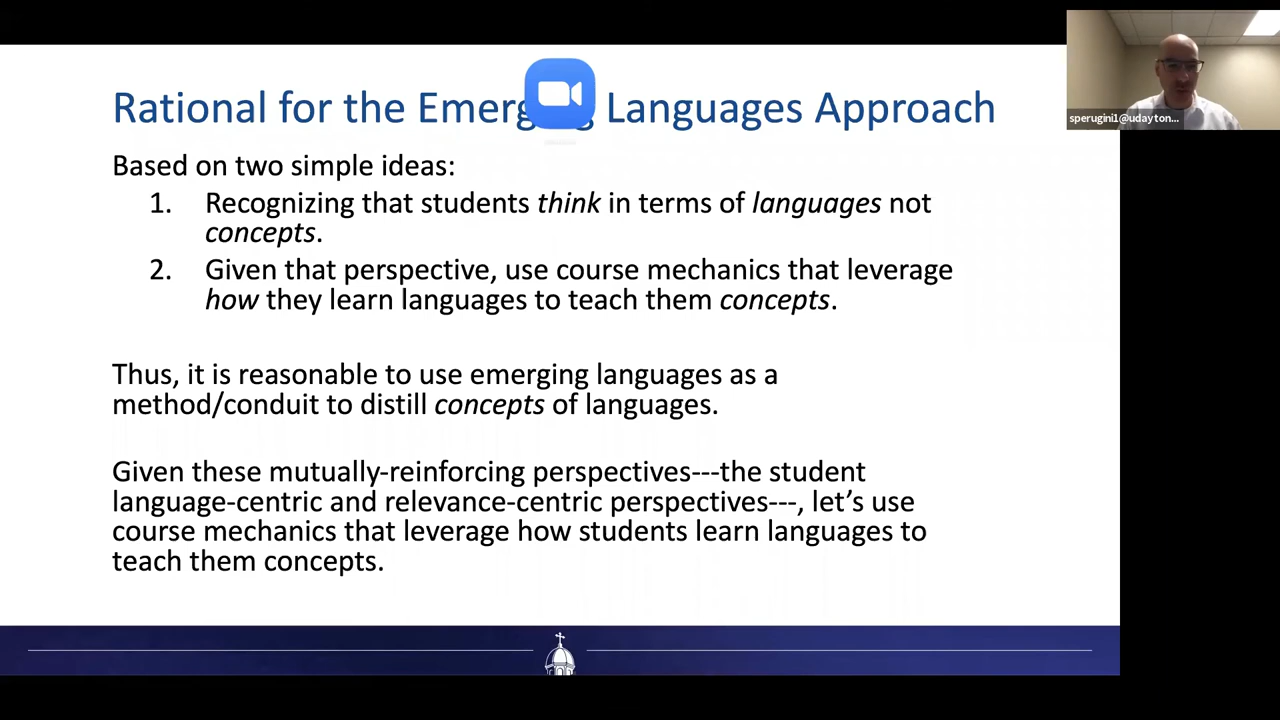 Rational for the Emerg Languages Approach
Based on two simple ideas:
1. Recognizing that students think in terms of languages not
concepts.
2. Given that perspective, use course mechanics that leverage
how they learn languages to teach them concepts.
Thus, it is reasonable to use emerging languages as a
method/conduit to distill concepts of languages.
Given these mutually-reinforcing perspectives---the student
language-centric and relevance-centric perspectives---, let’s use
course mechanics that leverage how students learn languages to
teach them concepts.
sperugini1@udayton...